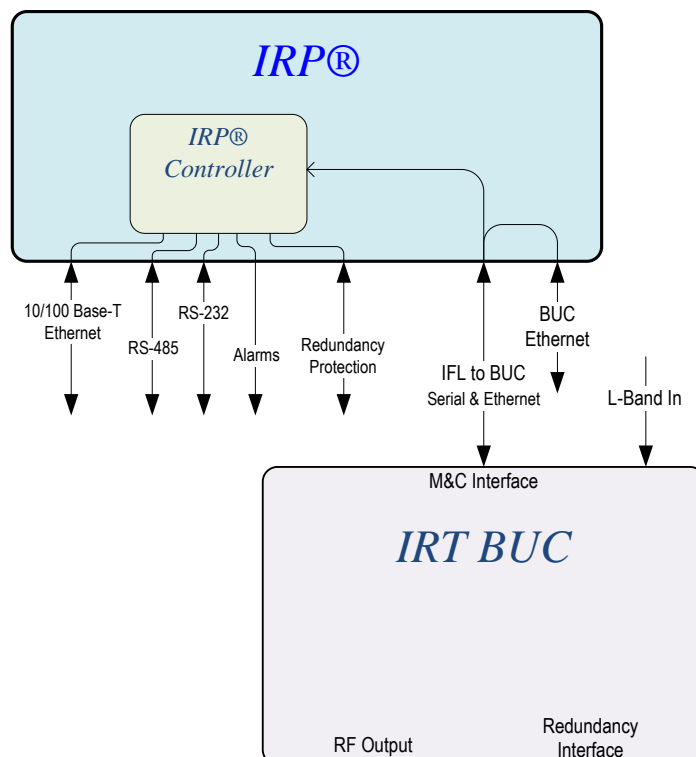 IRP®
IRP®
Controller
10/100 Base-T
Ethernet
RS-485
RS-232
Alarms
Redundancy
Protection
IFL to BUC
Serial & Ethernet
BUC
Ethernet
L-Band In
M&C Interface
IRT BUC
RF Output
Redundancy
Interface